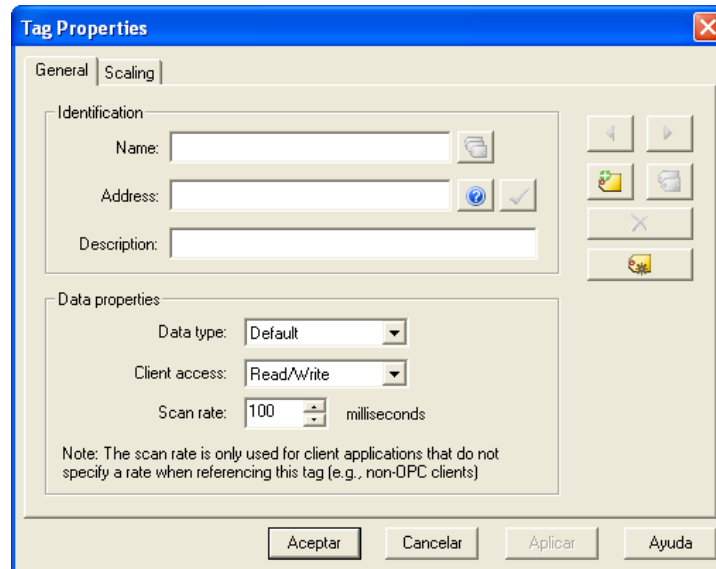 Tag Properties
General Scaling
Identification
Name:
Address:
Description:
Data properties
Data type: Default
Client access: Read/Write
Scan rate: 100 milliseconds
Note: The scan rate is only used for client applications that do not
specify a rate when referencing this tag (e.g., non-OPC clients)
Aceptar Cancelar Aplicar Ayuda